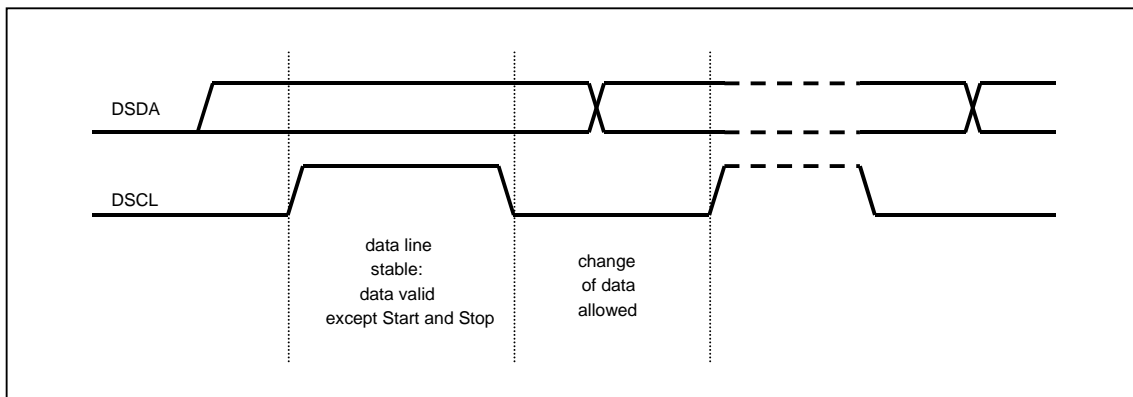 DSDA
DSCL
data line
stable:
data valid
except Start and Stop
change
of data
allowed